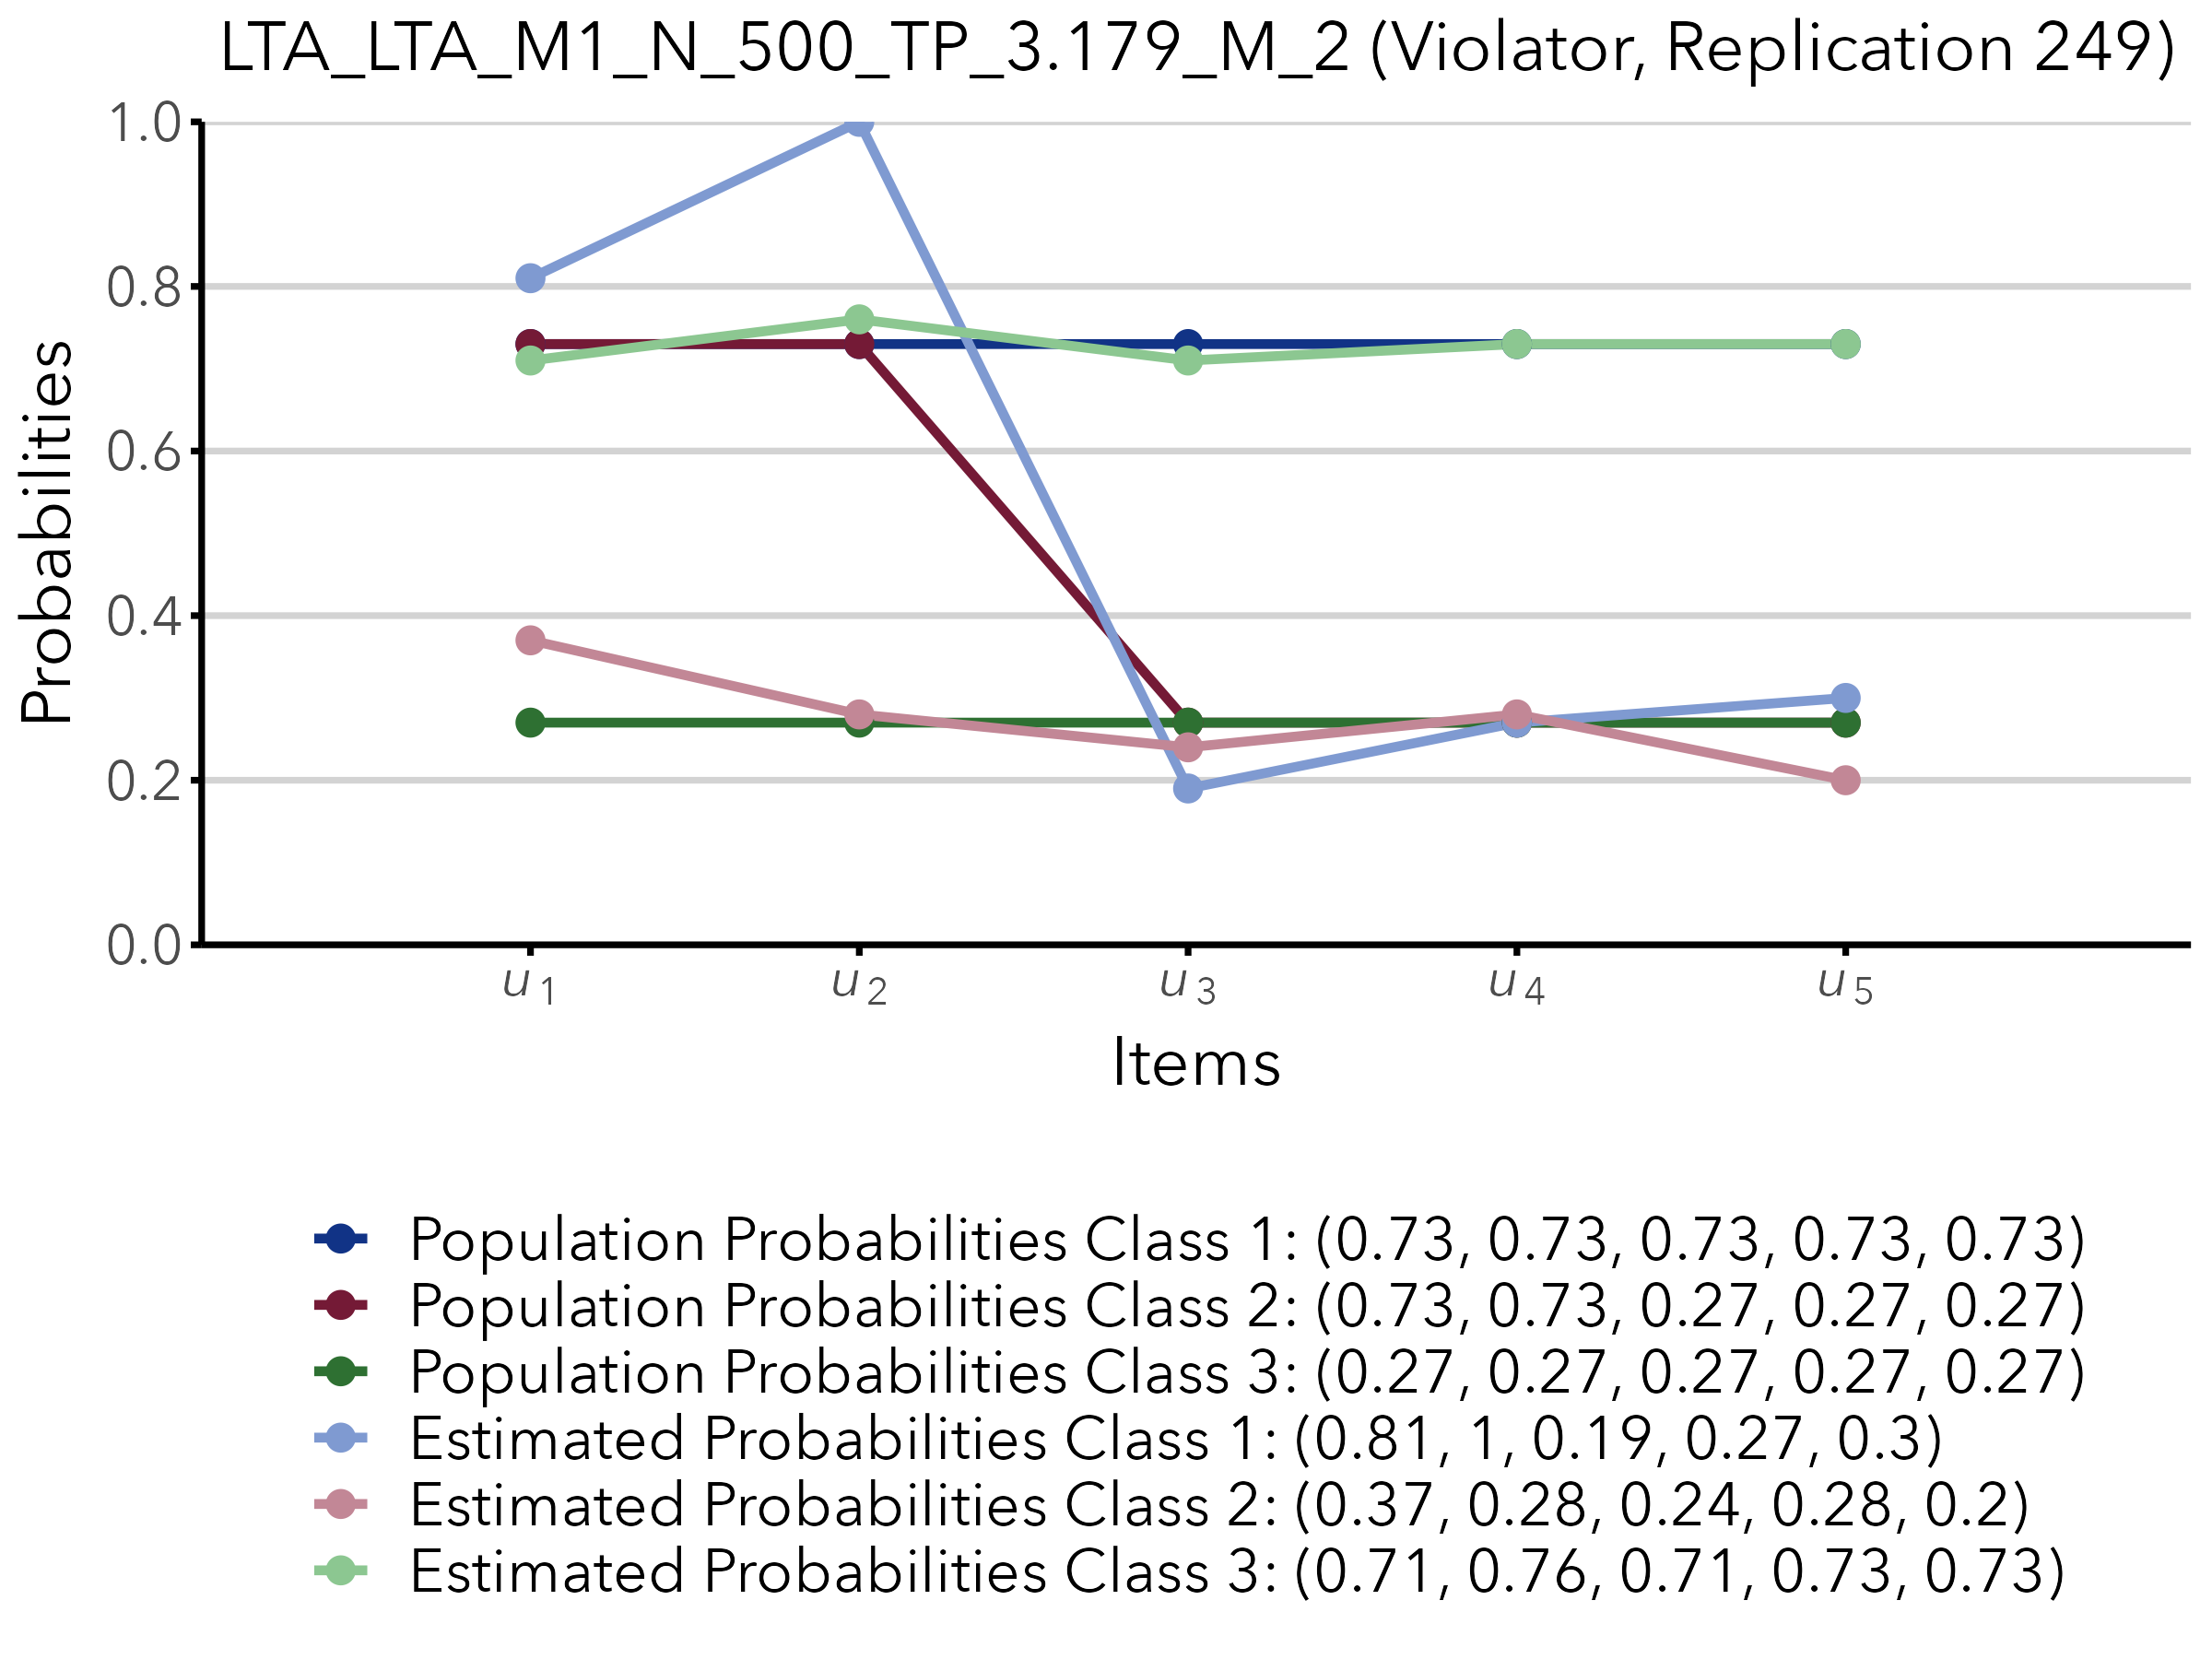 LTA_LTA_M1_N_500_TP_3.179_M_2 (Violator, Replication 249)
1.0
0.8
0.6
0.4
0.2
0.0
Probabilities
u1 u2 u3 u4 u5
Items
Population Probabilities Class 1: (0.73, 0.73, 0.73, 0.73, 0.73)
Population Probabilities Class 2: (0.73, 0.73, 0.27, 0.27, 0.27)
Population Probabilities Class 3: (0.27, 0.27, 0.27, 0.27, 0.27)
Estimated Probabilities Class 1: (0.81, 1, 0.19, 0.27, 0.3)
Estimated Probabilities Class 2: (0.37, 0.28, 0.24, 0.28, 0.2)
Estimated Probabilities Class 3: (0.71, 0.76, 0.71, 0.73, 0.73)